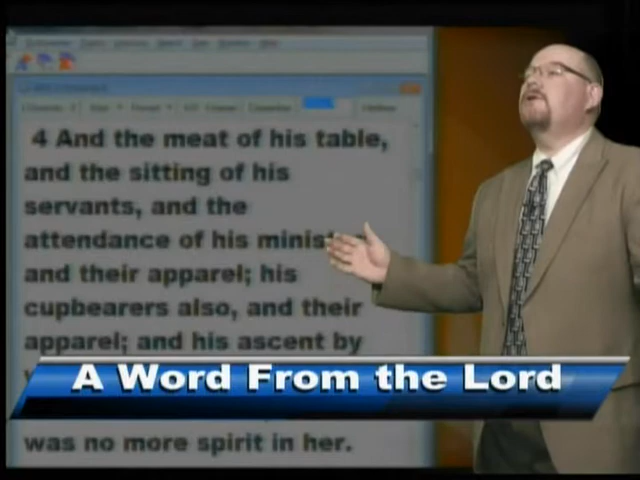 4 And the meat of his table,
and the sitting of his
servants, and the
attendance of his minist
and their apparel; his
cupbearers also, and their
apparel; and his ascent by
A Word From the Lord
was no more spirit in her.